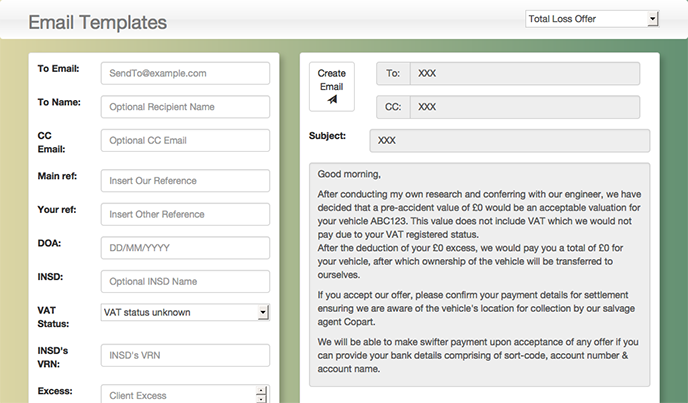 Email Templates
Total Loss Offer
To Email:
SendTo@example.com
To Name:
Optional Recipient Name
CC
Email:
Optional CC Email
Main ref:
Insert Our Reference
Your ref:
Insert Other Reference
DOA:
DD/MM/YYYY
INSD:
Optional INSD Name
VAT
Status:
VAT status unknown
INSD's
VRN:
INSD's VRN
Excess:
Client Excess
Create
Email
To:
XXX
CC:
XXX
Subject:
XXX
Good morning,
After conducting my own research and conferring with our engineer, we have
decided that a pre-accident value of £0 would be an acceptable valuation for
your vehicle ABC123. This value does not include VAT which we would not
pay due to your VAT registered status.
After the deduction of your £0 excess, we would pay you a total of £0 for
your vehicle, after which ownership of the vehicle will be transferred to
ourselves.
If you accept our offer, please confirm your payment details for settlement
ensuring we are aware of the vehicle's location for collection by our salvage
agent Copart.
We will be able to make swifter payment upon acceptance of any offer if you
can provide your bank details comprising of sort-code, account number &
account name.